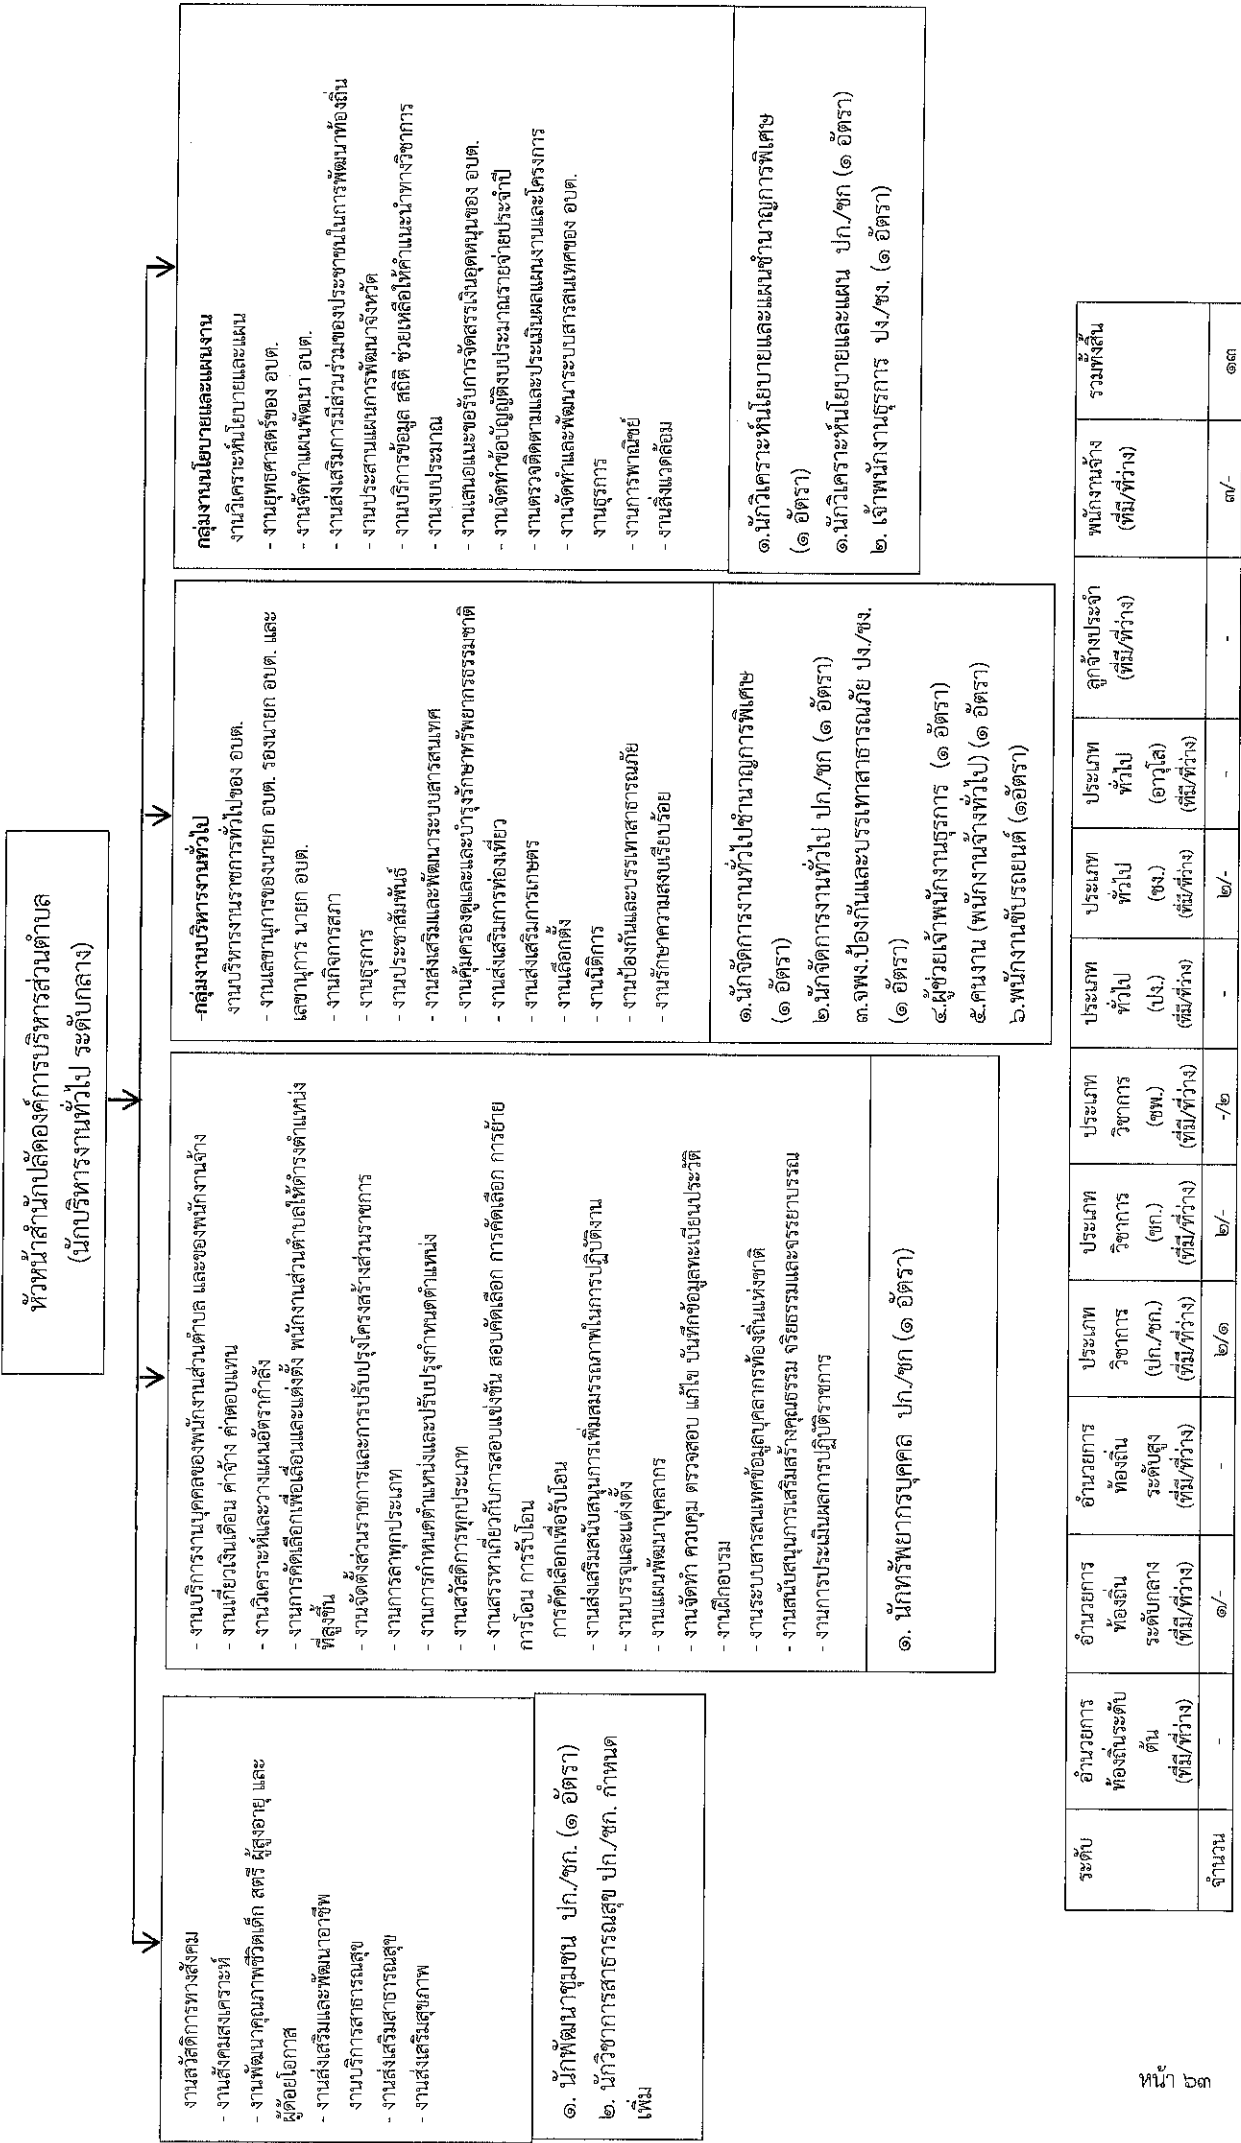 หัวหน้าสำนักปลัดองค์การบริหารส่วนตำบล
(นักบริหารงานทั่วไป ระดับกลาง)
งานสวัสดิการทางสังคม
- งานสังคมสงเคราะห์
- งานพัฒนาคุณภาพชีวิตเด็ก สตรี ผู้สูงอายุ และ
ผู้ด้อยโอกาส
- งานส่งเสริมและพัฒนาอาชีพ
งานบริการสาธารณสุข
- งานส่งเสริมสาธารณสุข
- งานส่งเสริมสุขภาพ
๑. นักพัฒนาชุมชน ปก./ชก. (๑ อัตรา)
๒. นักวิชาการสาธารณสุข ปก./ชก. กำหนด
เพิ่ม
- งานบริการงานบุคคลของพนักงานส่วนตำบล และของพนักงานจ้าง
- งานเกี่ยวเงินเดือน ค่าจ้าง ค่าตอบแทน
- งานวิเคราะห์และวางแผนอัตรากำลัง
- งานการคัดเลือกเพื่อเลื่อนและแต่งตั้ง พนักงานส่วนตำบลให้ดำรงตำแหน่ง
ที่สูงขึ้น
- งานจัดตั้งส่วนราชการและการปรับปรุงโครงสร้างส่วนราชการ
- งานการลาทุกประเภท
- งานการกำหนดตำแหน่งและปรับปรุงกำหนดตำแหน่ง
- งานสวัสดิการทุกประเภท
- งานสรรหาเกี่ยวกับการสอบแข่งขัน สอบคัดเลือก การคัดเลือก การย้าย
การโอน การรับโอน
การคัดเลือกเพื่อรับโอน
- งานส่งเสริมสนับสนุนการเพิ่มสมรรถภาพในการปฏิบัติงาน
- งานบรรจุและแต่งตั้ง
- งานแผนพัฒนาบุคลากร
- งานจัดทำ ควบคุม ตรวจสอบ แก้ไข บันทึกข้อมูลทะเบียนประวัติ
- งานฝึกอบรม
- งานระบบสารสนเทศข้อมูลบุคลากรท้องถิ่นแห่งชาติ
- งานสนับสนุนการเสริมสร้างคุณธรรม จริยธรรมและจรรยาบรรณ
- งานการประเมินผลการปฏิบัติราชการ
๑. นักทรัพยากรบุคคล ปก./ชก (๑ อัตรา)
-กลุ่มงานบริหารงานทั่วไป
งานบริหารงานราชการทั่วไปของ อบต.
- งานเลขานุการของนายก อบต. รองนายก อบต. และ
เลขานุการ นายก อบต.
- งานกิจการสภา
- งานธุรการ
- งานประชาสัมพันธ์
- งานส่งเสริมและพัฒนาระบบสารสนเทศ
- งานคุ้มครองดูและและบำรุงรักษาทรัพยากรธรรมชาติ
- งานส่งเสริมการท่องเที่ยว
- งานส่งเสริมการเกษตร
- งานเลือกตั้ง
- งานนิติการ
- งานป้องกันและบรรเทาสาธารณภัย
- งานรักษาความสงบเรียบร้อย
๑.นักจัดการงานทั่วไปชำนาญการพิเศษ
(๑ อัตรา)
๒.นักจัดการงานทั่วไป ปก./ชก (๑ อัตรา)
๓.จพง.ป้องกันและบรรเทาสาธารณภัย ปง./ชง.
(๑ อัตรา)
๔.ผู้ช่วยเจ้าพนักงานธุรการ (๑ อัตรา)
๕.คนงาน (พนักงานจ้างทั่วไป) (๑ อัตรา)
๖.พนักงานขับรถยนต์ (๑อัตรา)
กลุ่มงานนโยบายและแผนงาน
งานวิเคราะห์นโยบายและแผน
- งานยุทธศาสตร์ของ อบต.
- งานจัดทำแผนพัฒนา อบต.
- งานส่งเสริมการมีส่วนร่วมของประชาชนในการพัฒนาท้องถิ่น
- งานประสานแผนการพัฒนาจังหวัด
- งานบริการข้อมูล สถิติ ช่วยเหลือให้คำแนะนำทางวิชาการ
- งานงบประมาณ
- งานเสนอแนะขอรับการจัดสรรเงินอุดหนุนของ อบต.
- งานจัดทำข้อบัญญัติงบประมาณรายจ่ายประจำปี
- งานตรวจติดตามและประเมินผลแผนงานและโครงการ
- งานจัดทำและพัฒนาระบบสารสนเทศของ อบต.
งานธุรการ
- งานการพาณิชย์
- งานสิ่งแวดล้อม
๑.นักวิเคราะห์นโยบายและแผนชำนาญการพิเศษ
(๑ อัตรา)
๑.นักวิเคราะห์นโยบายและแผน ปก./ชก (๑ อัตรา)
๒. เจ้าพนักงานธุรการ ปง./ชง. (๑ อัตรา)
ระดับ
อำนวยการ
ท้องถิ่นระดับ
ต้น
(ที่มี/ที่ว่าง)
อำนวยการ
ท้องถิ่น
ระดับกลาง
(ที่มี/ที่ว่าง)
อำนวยการ
ท้องถิ่น
ระดับสูง
(ที่มี/ที่ว่าง)
ประเภท
วิชาการ
(ปก./ชก.)
(ที่มี/ที่ว่าง)
ประเภท
วิชาการ
(ชก.)
(ที่มี/ที่ว่าง)
ประเภท
วิชาการ
(ชพ.)
(ที่มี/ที่ว่าง)
ประเภท
ทั่วไป
(ปง.)
(ที่มี/ที่ว่าง)
ประเภท
ทั่วไป
(ชง.)
(ที่มี/ที่ว่าง)
ประเภท
ทั่วไป
(อาวุโส)
(ที่มี/ที่ว่าง)
ลูกจ้างประจำ
(ที่มี/ที่ว่าง)
พนักงานจ้าง
(ที่มี/ที่ว่าง)
รวมทั้งสิ้น
จำนวน - ๑/- - ๒/๑ ๒/- -/๒ - ๒/- - - ๓/- ๑๓
หน้า ๖๓